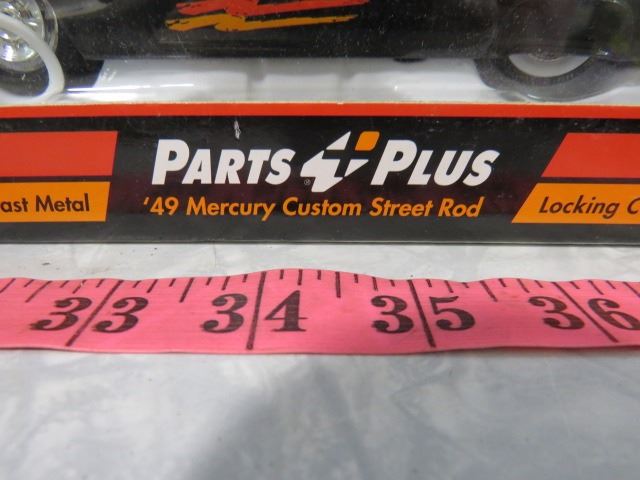 PARTS PLUS
ast Metal
'49 Mercury Custom Street Rod
Locking C
33 34 35 36